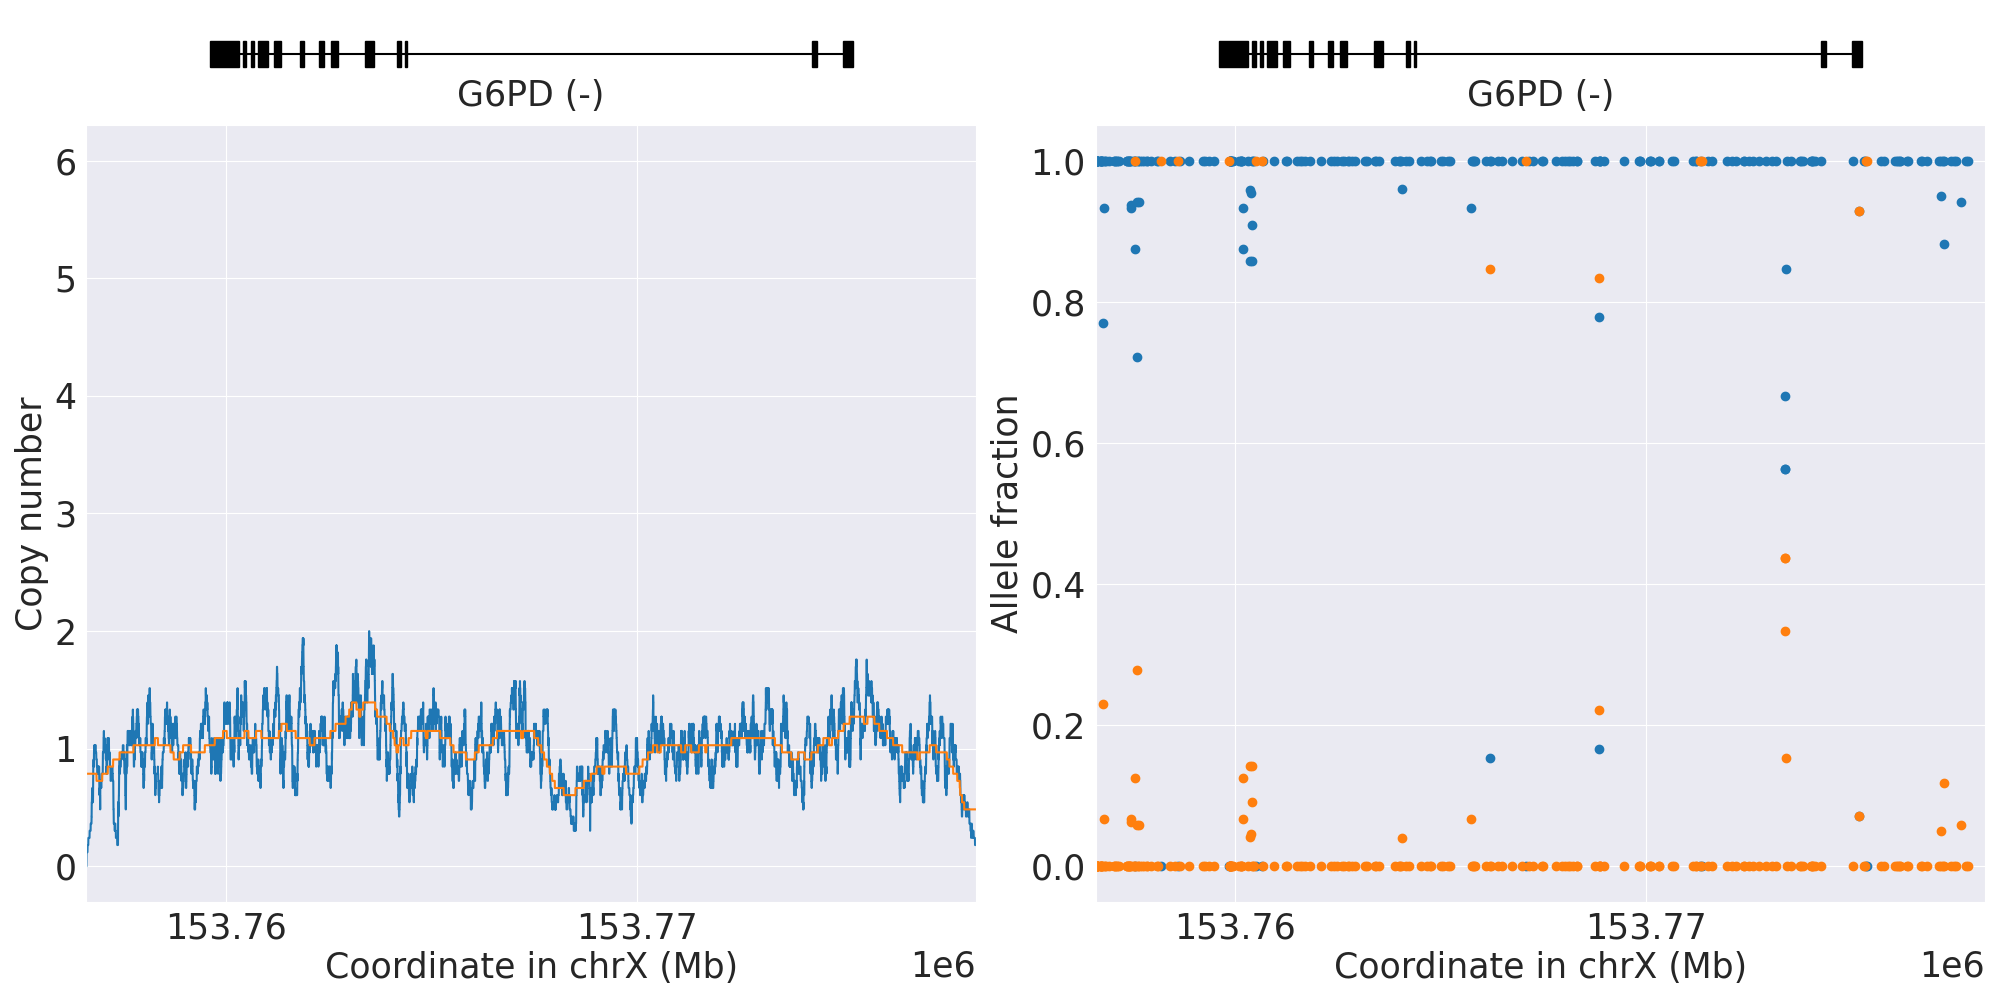 G6PD (-)
6
5
4
3
2
1
0
Copy number
153.76
153.77
Coordinate in chrX (Mb)
1e6
G6PD (-)
1.0
0.8
0.6
0.4
0.2
0.0
Allele fraction
153.76
153.77
Coordinate in chrX (Mb)
1e6